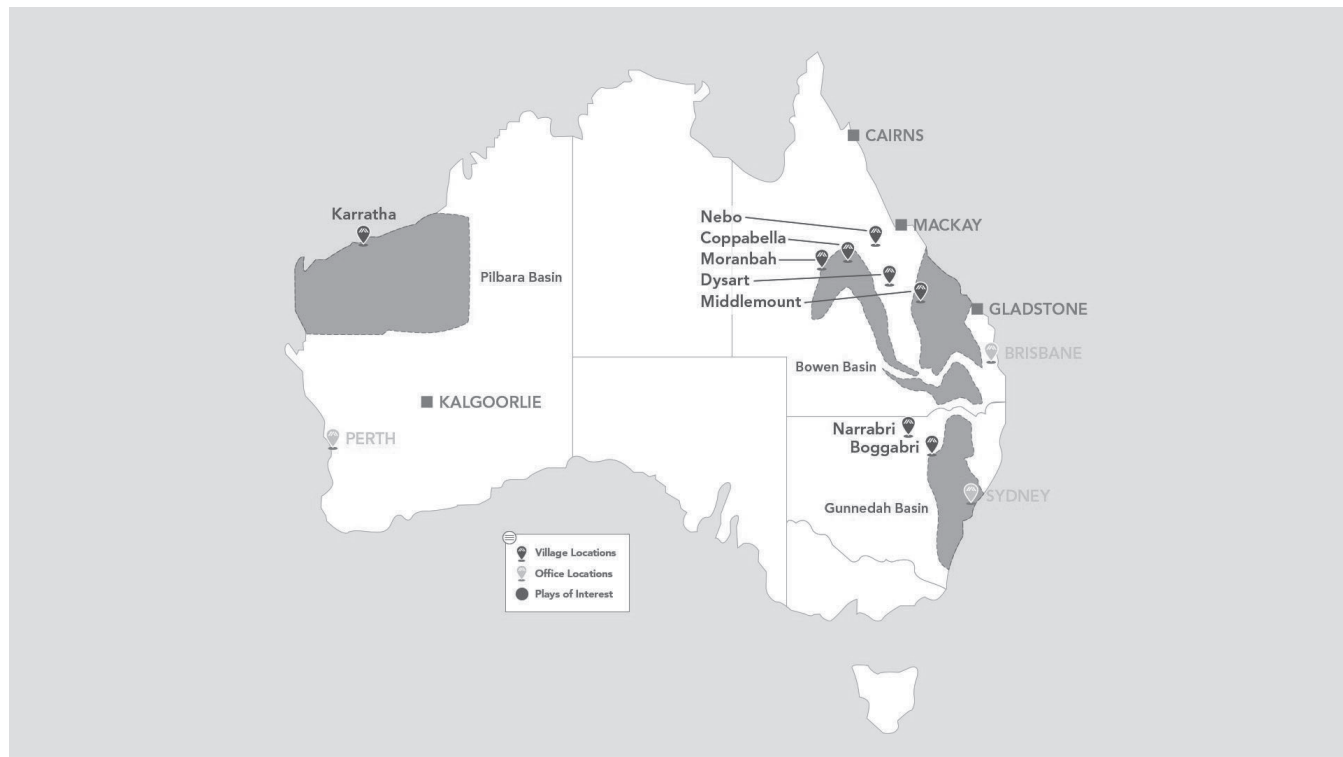 CAIRNS
Karratha
Nebo
MACKAY
Coppabella
Moranbah
Pilbara Basin
Dysart
Middlemount
GLADSTONE
BRISBANE
Bowen Basin
KALGOORLIE
Narrabri
PERTH
Boggabri
SYDNEY
Gunnedah Basin
Village Locations
Office Locations
Plays of Interest